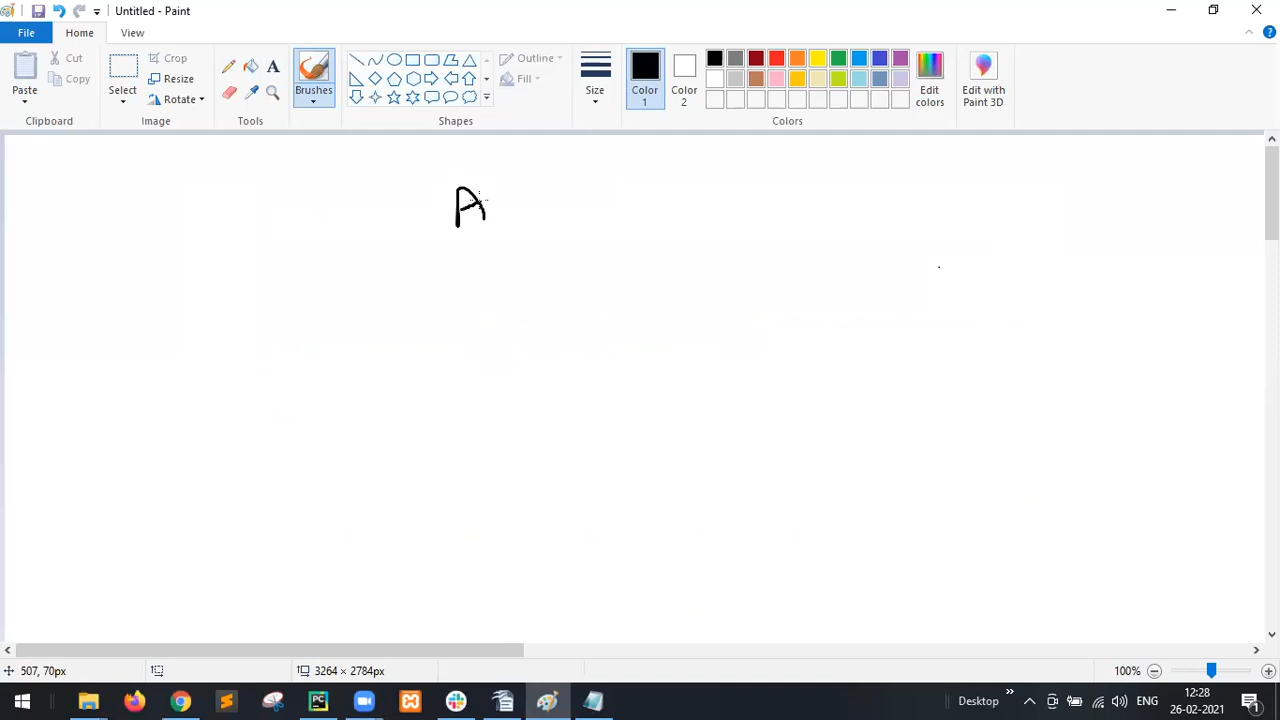 Untitled - Paint
File Home View
Paste Cut Copy Clipboard
Select Crop Resize Rotate Image
Tools
Brushes
Shapes Outline Fill
Size
Color 1 Color 2 Edit colors Colors
Edit with Paint 3D
A
507, 70px 3264 × 2784px 100%
Desktop ENG 12:28 26-02-2021